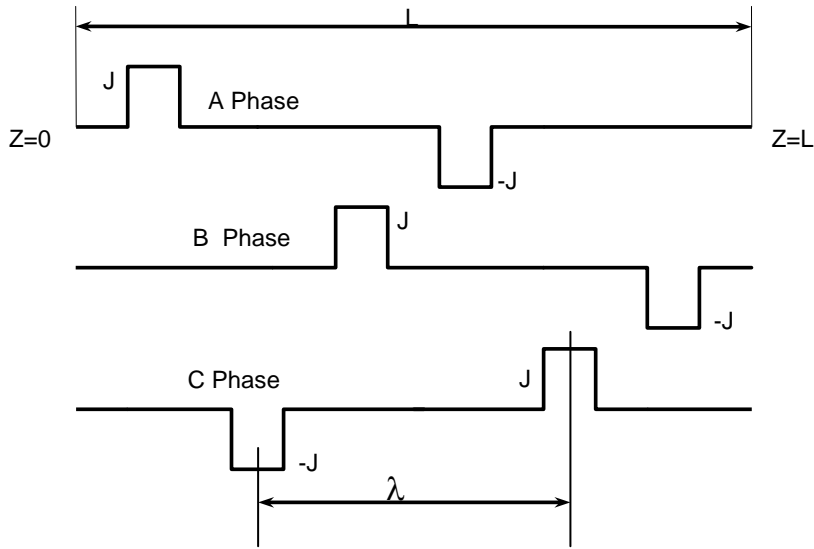 L
J
A Phase
Z=0
Z=L
-J
J
B Phase
-J
C Phase
J
-J
λ